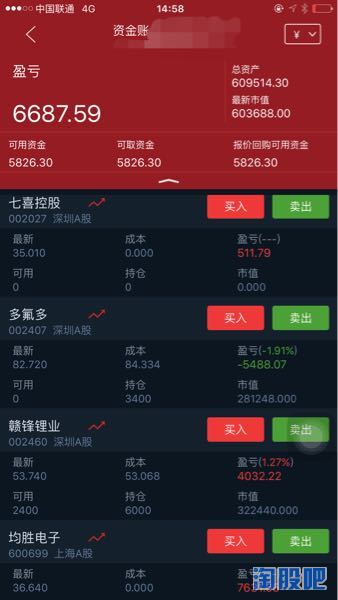 中国联通 4G 14:58
资金账
¥
盈亏
6687.59
总资产
609514.30
最新市值
603688.00
可用资金 可取资金 报价回购可用资金
5826.30 5826.30 5826.30
七喜控股 买入 卖出
002027 深圳A股
最新 成本 盈亏(---)
35.010 0.000 511.79
可用 持仓 市值
0 0 0.000
多氟多 买入 卖出
002407 深圳A股
最新 成本 盈亏(-1.91%)
82.720 84.334 -5488.07
可用 持仓 市值
0 3400 281248.000
赣锋锂业 买入 卖出
002460 深圳A股
最新 成本 盈亏(1.27%)
53.740 53.068 4032.22
可用 持仓 市值
2400 6000 322440.000
均胜电子 买入 卖出
600699 上海A股
最新 成本 盈亏
36.640 0.000
淘股吧